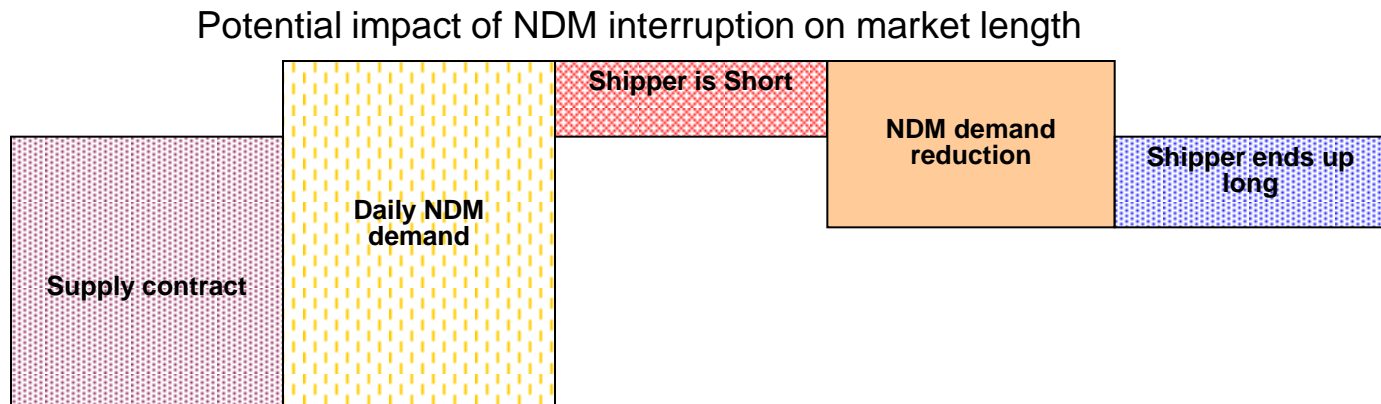 Potential impact of NDM interruption on market length
Shipper is Short
NDM demand
reduction
Shipper ends up
long
Daily NDM
demand
Supply contract